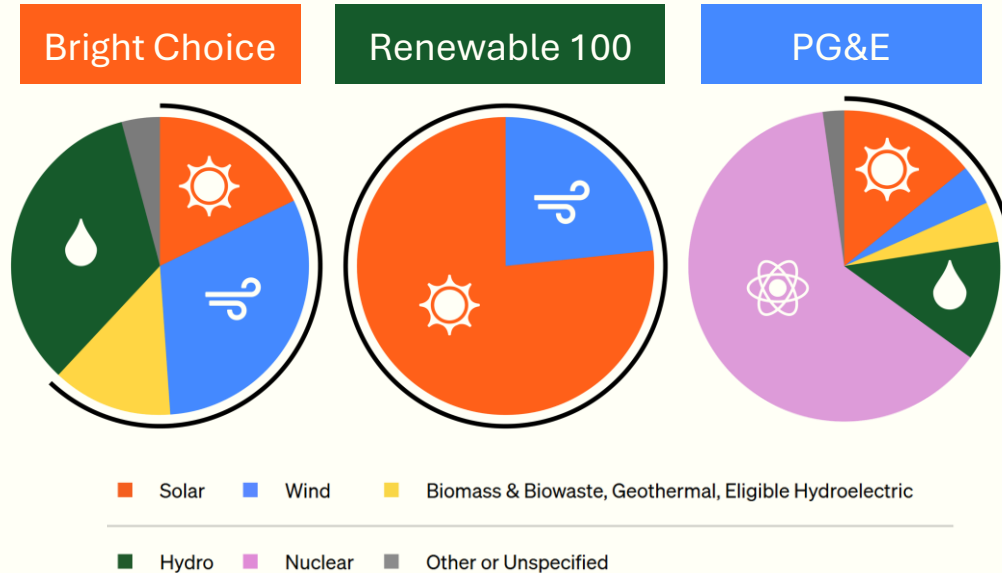 Bright Choice
Renewable 100
PG&E
Solar
Wind
Biomass & Biowaste, Geothermal, Eligible Hydroelectric
Hydro
Nuclear
Other or Unspecified